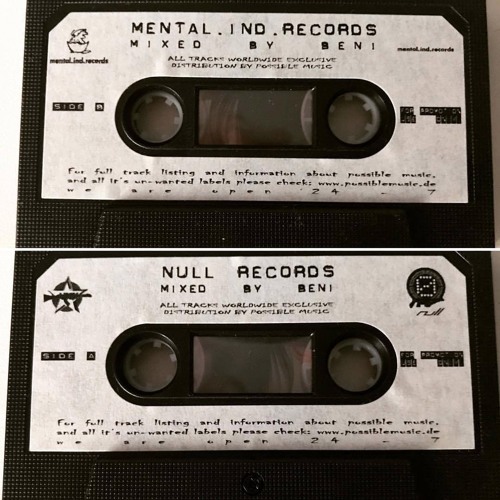 MENTAL.IND.RECORDS
MIXED BY BENI
mental.ind.records
mental.ind.records
ALL TRACKS WORLDWIDE EXCLUSIVE
DISTRIBUTION BY POSSIBLE MUSIC
SIDE B
FOR PROMOTION
For full track listing and information about possible music,
and all it's un-wanted labels please check: www.possiblemusic.de
we are open 24 - 7
NULL RECORDS
MIXED BY BENI
null
ALL TRACKS WORLDWIDE EXCLUSIVE
DISTRIBUTION BY POSSIBLE MUSIC
SIDE A
FOR PROMOTION
For full track listing and information about possible music,
and all it's un-wanted labels please check: www.possiblemusic.de
we are open 24 - 7